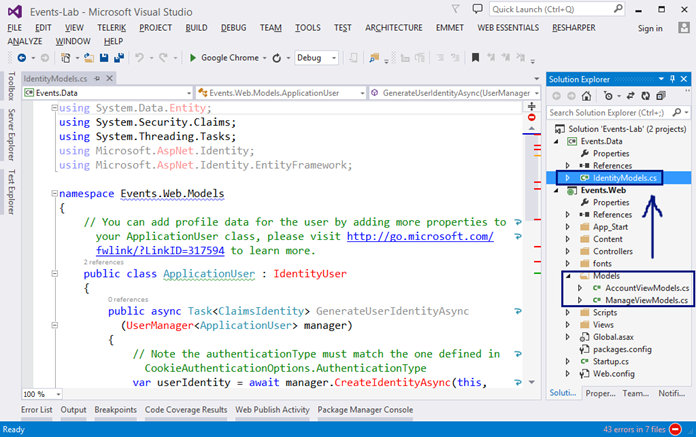 Events-Lab - Microsoft Visual Studio
Quick Launch (Ctrl+Q)
FILE EDIT VIEW TELERIK PROJECT BUILD DEBUG TEAM TOOLS TEST ARCHITECTURE EMMET WEB ESSENTIALS RESHARPER
Sign in
ANALYZE WINDOW HELP
Google Chrome
Debug
Toolbox
Server Explorer
Test Explorer
IdentityModels.cs
Events.Data
Events.Web.Models.ApplicationUser
GenerateUserIdentityAsync(UserManager
using System.Data.Entity;
using System.Security.Claims;
using System.Threading.Tasks;
using Microsoft.AspNet.Identity;
using Microsoft.AspNet.Identity.EntityFramework;
namespace Events.Web.Models
{
// You can add profile data for the user by adding more properties to
your ApplicationUser class, please visit http://go.microsoft.com/
fwlink/?LinkID=317594 to learn more.
2 references
public class ApplicationUser : IdentityUser
{
0 references
public async Task<ClaimsIdentity> GenerateUserIdentityAsync
(UserManager<ApplicationUser> manager)
{
// Note the authenticationType must match the one defined in
CookieAuthenticationOptions.AuthenticationType
var userIdentity = await manager.CreateIdentityAsync(this,
100 %
Solution Explorer
Search Solution Explorer (Ctrl+;)
Solution 'Events-Lab' (2 projects)
Events.Data
Properties
References
IdentityModels.cs
Events.Web
Properties
References
App_Start
Content
Controllers
fonts
Models
AccountViewModels.cs
ManageViewModels.cs
Scripts
Views
Global.asax
packages.config
Startup.cs
Web.config
Soluti... Proper... Team E... Notific...
Error List Output Breakpoints Code Coverage Results Web Publish Activity Package Manager Console
Ready
43 errors in 7 files